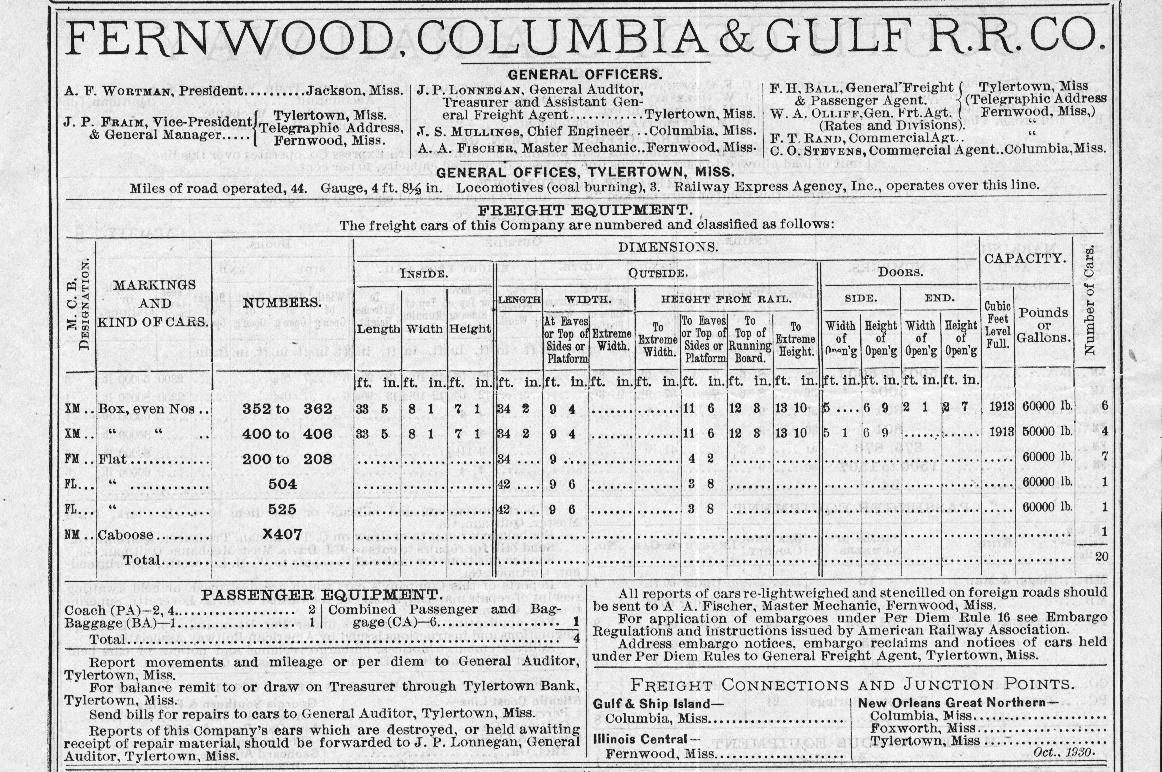 FERNWOOD, COLUMBIA & GULF R.R. CO.
GENERAL OFFICERS.
A. F. WORTMAN, President..........Jackson, Miss.
J. P. FRAIM, Vice-President & General Manager..... { Tylertown, Miss. Telegraphic Address, Fernwood, Miss.
J. P. LONNEGAN, General Auditor,
Treasurer and Assistant Gen-
eral Freight Agent...........Tylertown, Miss.
J. S. MULLINGS, Chief Engineer ..Columbia, Miss.
A. A. FISCHER, Master Mechanic..Fernwood, Miss.
F. H. BALL, General Freight { Tylertown, Miss
& Passenger Agent. (Telegraphic Address
W. A. OLLIFF, Gen. Frt. Agt. { Fernwood, Miss,)
(Rates and Divisions). "
F. T. RAND, Commercial Agt.. "
C. O. STEVENS, Commercial Agent..Columbia, Miss.
GENERAL OFFICES, TYLERTOWN, MISS.
Miles of road operated, 44. Gauge, 4 ft. 8½ in. Locomotives (coal burning), 3. Railway Express Agency, Inc., operates over this line.
FREIGHT EQUIPMENT.
The freight cars of this Company are numbered and classified as follows:
M. C. B. DESIGNATION.
MARKINGS AND KIND OF CARS.
NUMBERS.
DIMENSIONS.
INSIDE.
OUTSIDE.
DOORS.
CAPACITY.
Number of Cars.
LENGTH WIDTH. HEIGHT FROM RAIL. SIDE. END.
Length Width Height
At Eaves or Top of Sides or Platform
Extreme Width.
To Extreme Width.
To Eaves or Top of Sides or Platform
To Top of Running Board.
To Extreme Height.
Width of Open'g
Height of Open'g
Width of Open'g
Height of Open'g
Cubic Feet Level Full.
Pounds or Gallons.
ft. in. ft. in. ft. in. ft. in. ft. in. ft. in. ft. in. ft. in. ft. in. ft. in. ft. in. ft. in. ft. in. ft. in.
XM .. Box, even Nos .. 352 to 362 33 5 8 1 7 1 34 2 9 4 ........ ........ 11 6 12 3 13 10 5 .... 6 9 2 1 2 7 1913 60000 lb. 6
XM .. " " .. 400 to 406 33 5 8 1 7 1 34 2 9 4 ........ ........ 11 6 12 3 13 10 5 1 6 9 ........ 1913 50000 lb. 4
FM .. Flat ............ 200 to 208 ........ 34 .... 9 .... ........ 4 2 ........ 60000 lb. 7
FL... " ............ 504 ........ 42 .... 9 6 ........ 3 8 ........ 60000 lb. 1
FL... " ............ 525 ........ 42 .... 9 6 ........ 3 8 ........ 60000 lb. 1
NM .. Caboose........ X407 ........ 1
Total........ 20
PASSENGER EQUIPMENT.
Coach (PA)—2, 4.................... 2
Baggage (BA)—1.................... 1
Combined Passenger and Bag-
gage (CA)—6.................. 1
Total.................... 4
Report movements and mileage or per diem to General Auditor,
Tylertown, Miss.
For balance remit to or draw on Treasurer through Tylertown Bank,
Tylertown, Miss.
Send bills for repairs to cars to General Auditor, Tylertown, Miss.
Reports of this Company's cars which are destroyed, or held awaiting
receipt of repair material, should be forwarded to J. P. Lonnegan, General
Auditor, Tylertown, Miss.
All reports of cars re-lightweighed and stencilled on foreign roads should
be sent to A A. Fischer, Master Mechanic, Fernwood, Miss.
For application of embargoes under Per Diem Rule 16 see Embargo
Regulations and instructions issued by American Railway Association.
Address embargo notices, embargo reclaims and notices of cars held
under Per Diem Rules to General Freight Agent, Tylertown, Miss.
FREIGHT CONNECTIONS AND JUNCTION POINTS.
Gulf & Ship Island—
Columbia, Miss....................
Illinois Central—
Fernwood, Miss....................
New Orleans Great Northern—
Columbia, Miss....................
Foxworth, Miss....................
Tylertown, Miss....................
Oct., 1930.